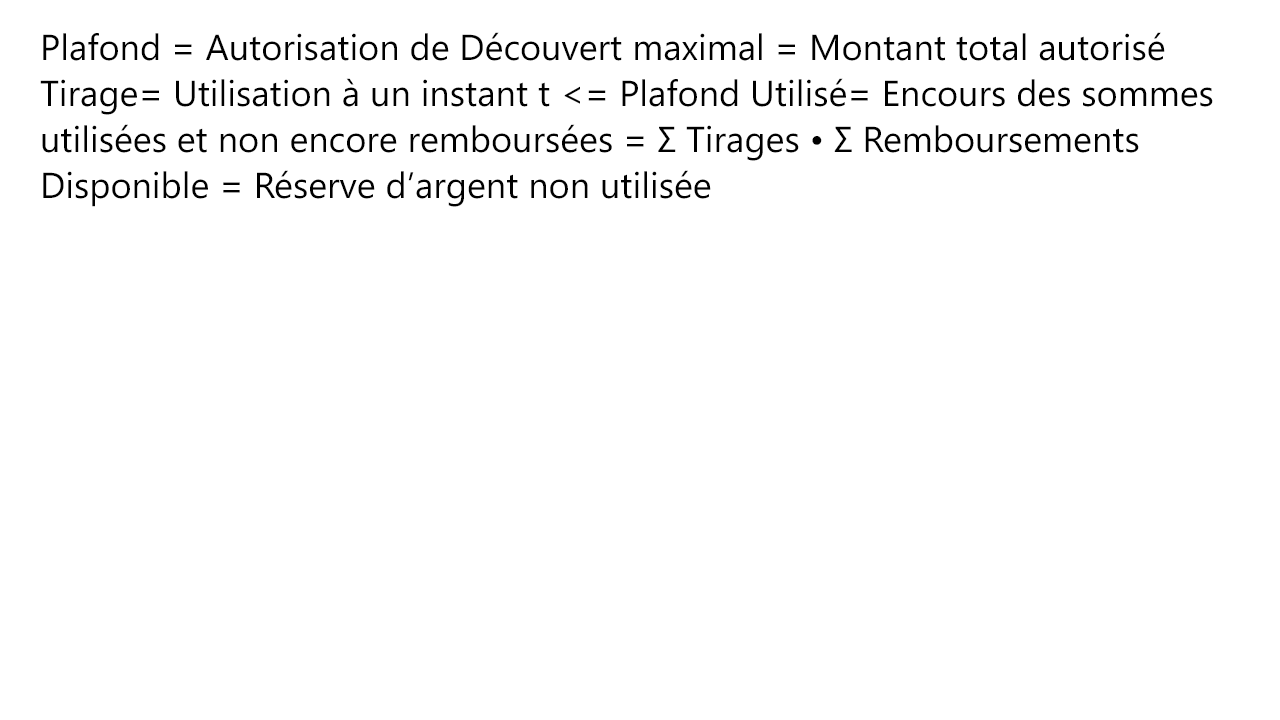 Plafond = Autorisation de Découvert maximal = Montant total autorisé
Tirage= Utilisation à un instant t <= Plafond Utilisé= Encours des sommes
utilisées et non encore remboursées = Σ Tirages • Σ Remboursements
Disponible = Réserve d’argent non utilisée